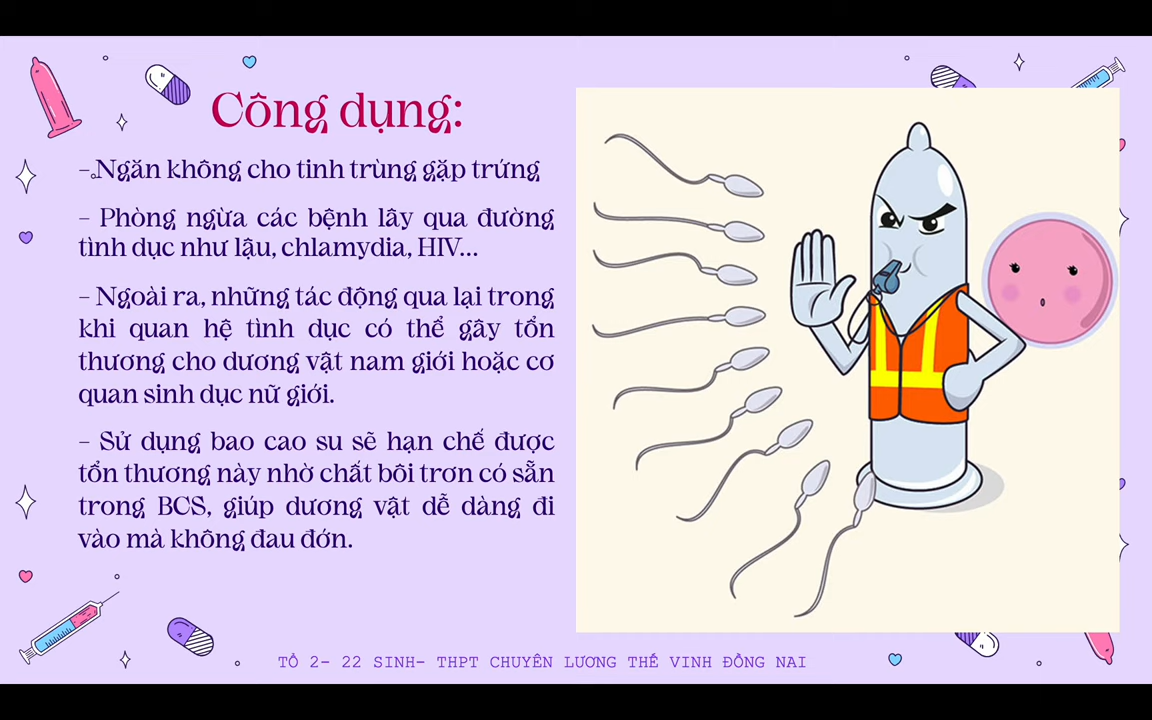 Công dụng:
- Ngăn không cho tinh trùng gặp trứng
- Phòng ngừa các bệnh lây qua đường
tình dục như lậu, chlamydia, HIV...
- Ngoài ra, những tác động qua lại trong
khi quan hệ tình dục có thể gây tổn
thương cho dương vật nam giới hoặc cơ
quan sinh dục nữ giới.
- Sử dụng bao cao su sẽ hạn chế được
tổn thương này nhờ chất bôi trơn có sẵn
trong BCS, giúp dương vật dễ dàng đi
vào mà không đau đớn.
TỔ 2- 22 SINH- THPT CHUYÊN LƯƠNG THẾ VINH ĐỒNG NAI